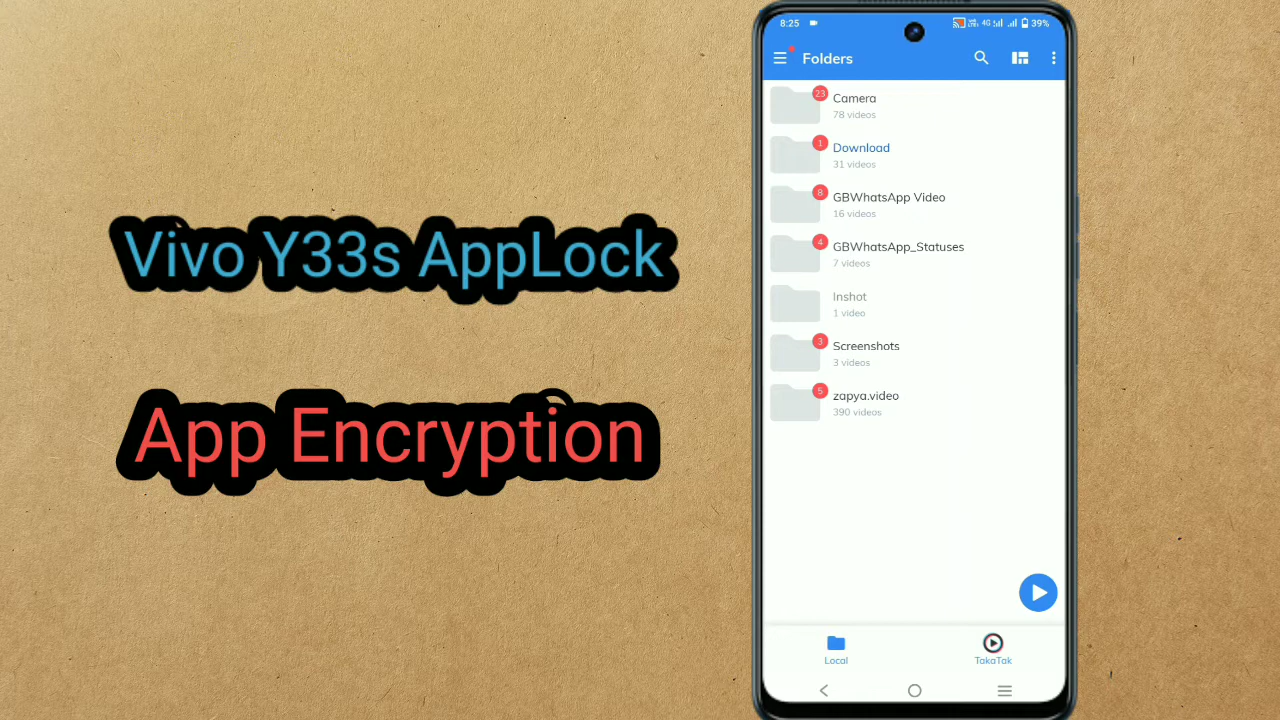 Vivo Y33s AppLock
App Encryption
8:25
4G 39%
Folders
23
Camera
78 videos
1
Download
31 videos
8
GBWhatsApp Video
16 videos
4
GBWhatsApp_Statuses
7 videos
Inshot
1 video
3
Screenshots
3 videos
5
zapya.video
390 videos
Local
TakaTak